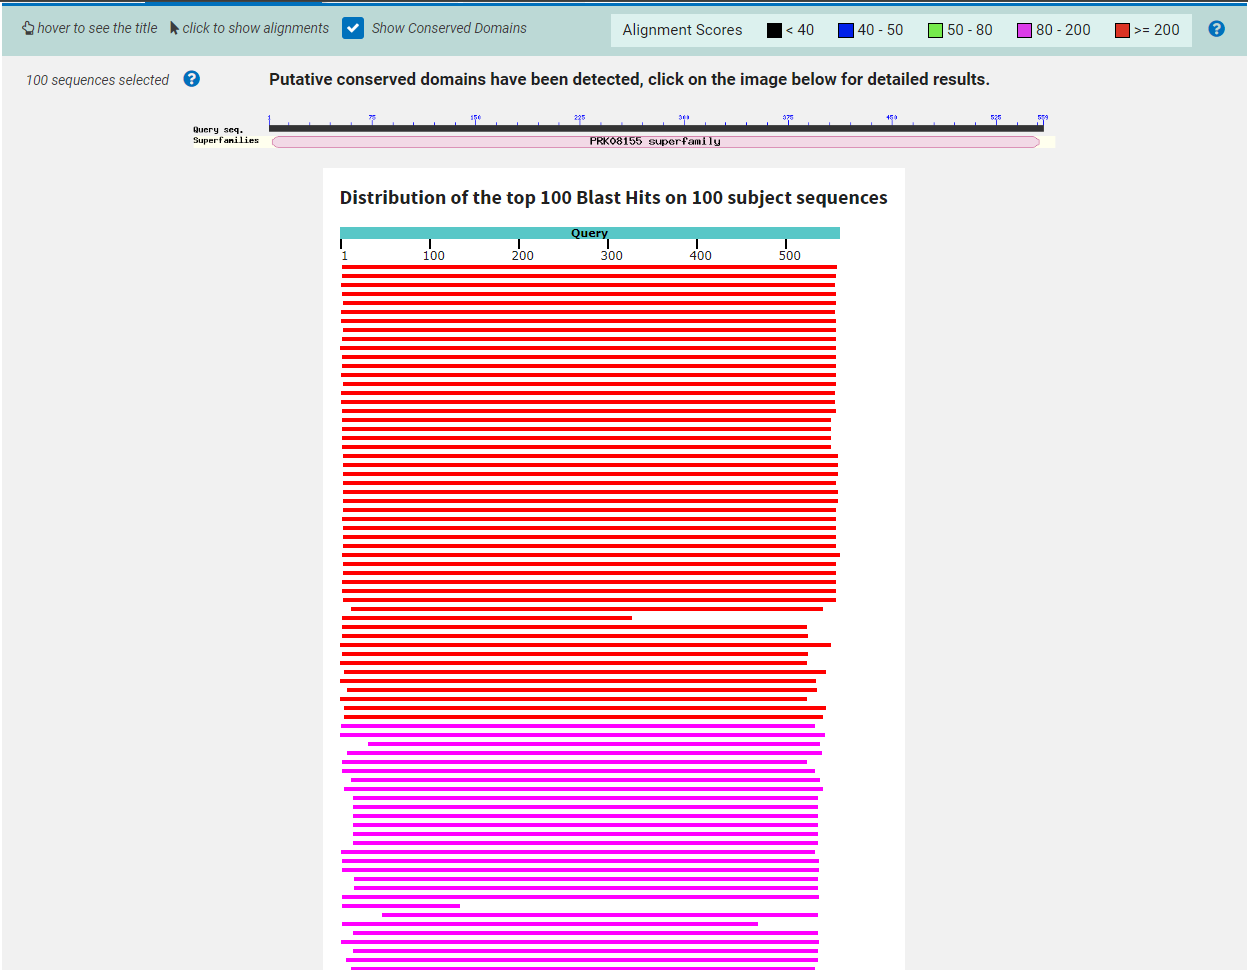 hover to see the title click to show alignments Show Conserved Domains Alignment Scores < 40 40 - 50 50 - 80 80 - 200 >= 200 ?
100 sequences selected ? Putative conserved domains have been detected, click on the image below for detailed results.
1 75 150 225 300 375 450 525 559
Query seq.
Superfamilies PRK08155 superfamily
Distribution of the top 100 Blast Hits on 100 subject sequences
Query
1 100 200 300 400 500